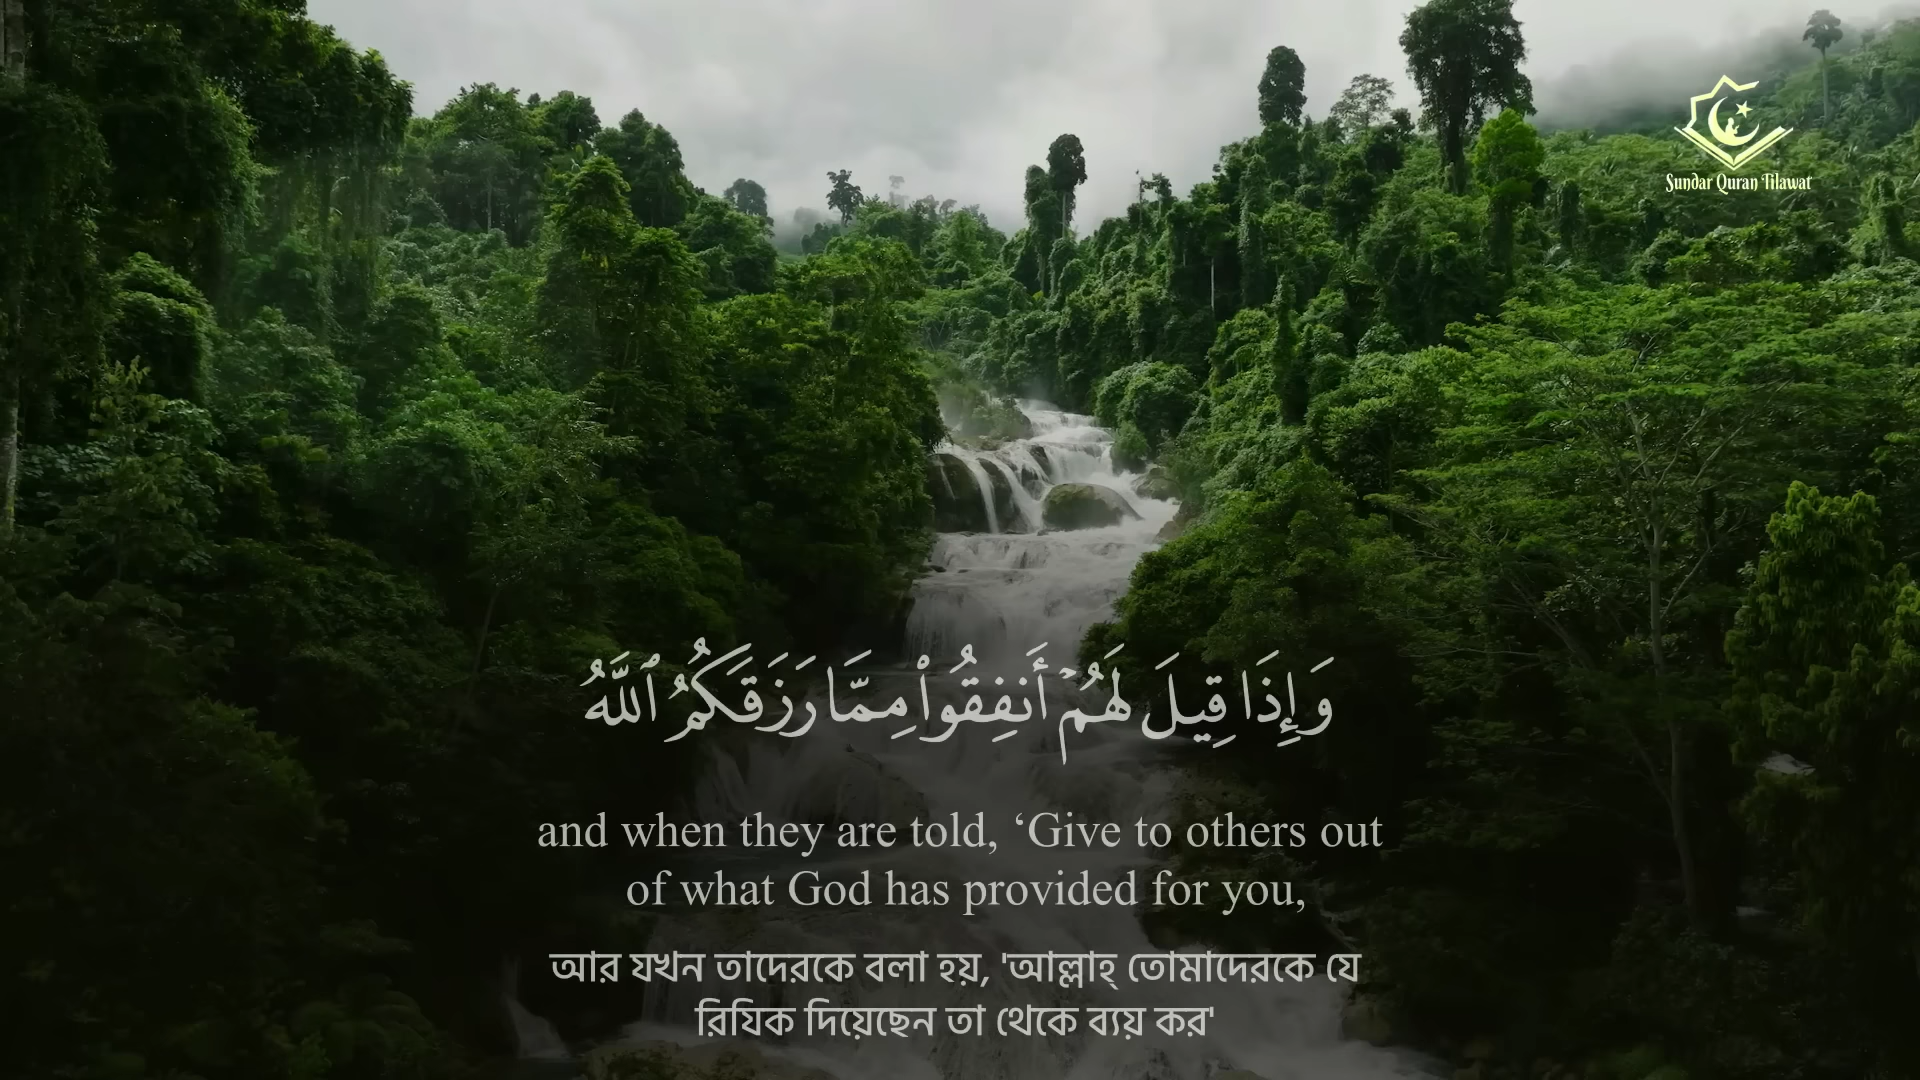 Sundar Quran Tilawat
وَإِذَا قِيلَ لَهُمۡ أَنفِقُواْ مِمَّا رَزَقَكُمُ ٱللَّهُ
and when they are told, ‘Give to others out
of what God has provided for you,
আর যখন তাদেরকে বলা হয়, 'আল্লাহ্ তোমাদেরকে যে
রিযিক দিয়েছেন তা থেকে ব্যয় কর'